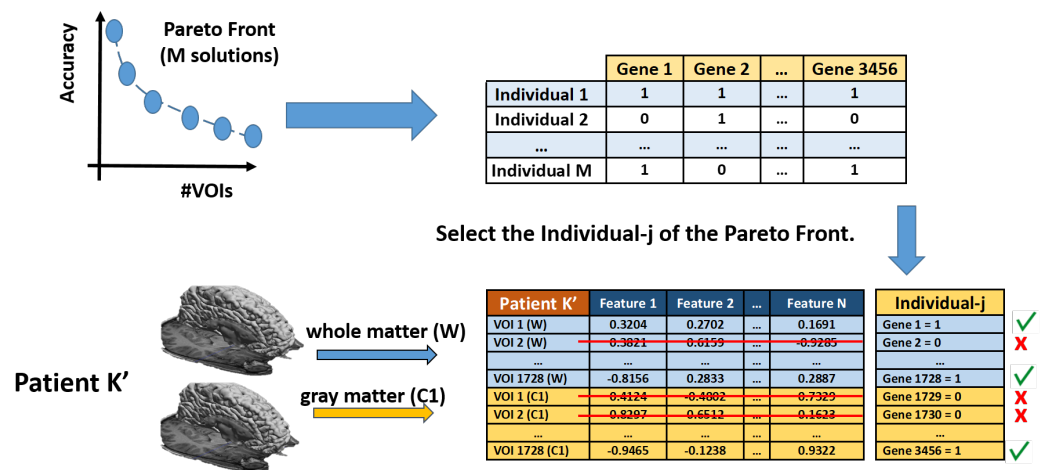 Pareto Front
(M solutions)
Accuracy
#VOIs
Gene 1 Gene 2 ... Gene 3456
Individual 1 1 1 ... 1
Individual 2 0 1 ... 0
... ... ... ... ...
Individual M 1 0 ... 1
Select the Individual-j of the Pareto Front.
Patient K’
whole matter (W)
gray matter (C1)
Patient K’ Feature 1 Feature 2 ... Feature N
VOI 1 (W) 0.3204 0.2702 ... 0.1691
VOI 2 (W) 0.3821 0.6159 ... -0.9285
... ... ... ... ...
VOI 1728 (W) -0.8156 0.2833 ... 0.2887
VOI 1 (C1) 0.4124 -0.4802 ... 0.7329
VOI 2 (C1) 0.8297 0.6512 ... 0.1623
... ... ... ... ...
VOI 1728 (C1) -0.9465 -0.1238 ... 0.9322
Individual-j
Gene 1 = 1
Gene 2 = 0 X
...
Gene 1728 = 1
Gene 1729 = 0 X
Gene 1730 = 0 X
...
Gene 3456 = 1